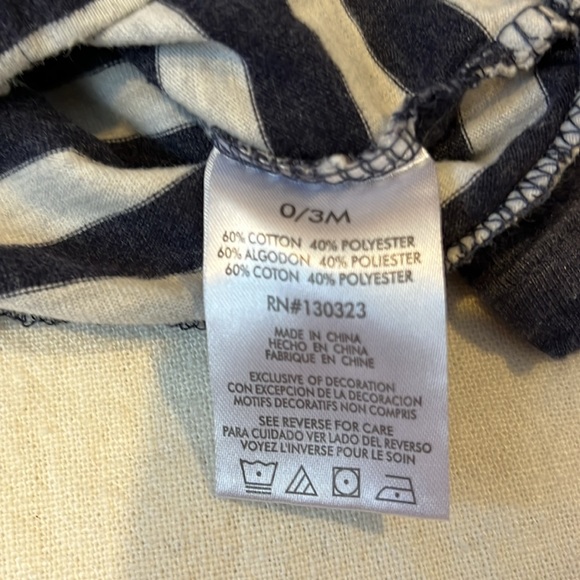 0/3M
60% COTTON 40% POLYESTER
60% ALGODON 40% POLIESTER
60% COTON 40% POLYESTER
RN#130323
MADE IN CHINA
HECHO EN CHINA
FABRIQUE EN CHINE
EXCLUSIVE OF DECORATION
CON EXCEPCION DE LA DECORACION
MOTIFS DECORATIFS NON COMPRIS
SEE REVERSE FOR CARE
PARA CUIDADO VER LADO DEL REVERSO
VOYEZ L'INVERSE POUR LE SOIN